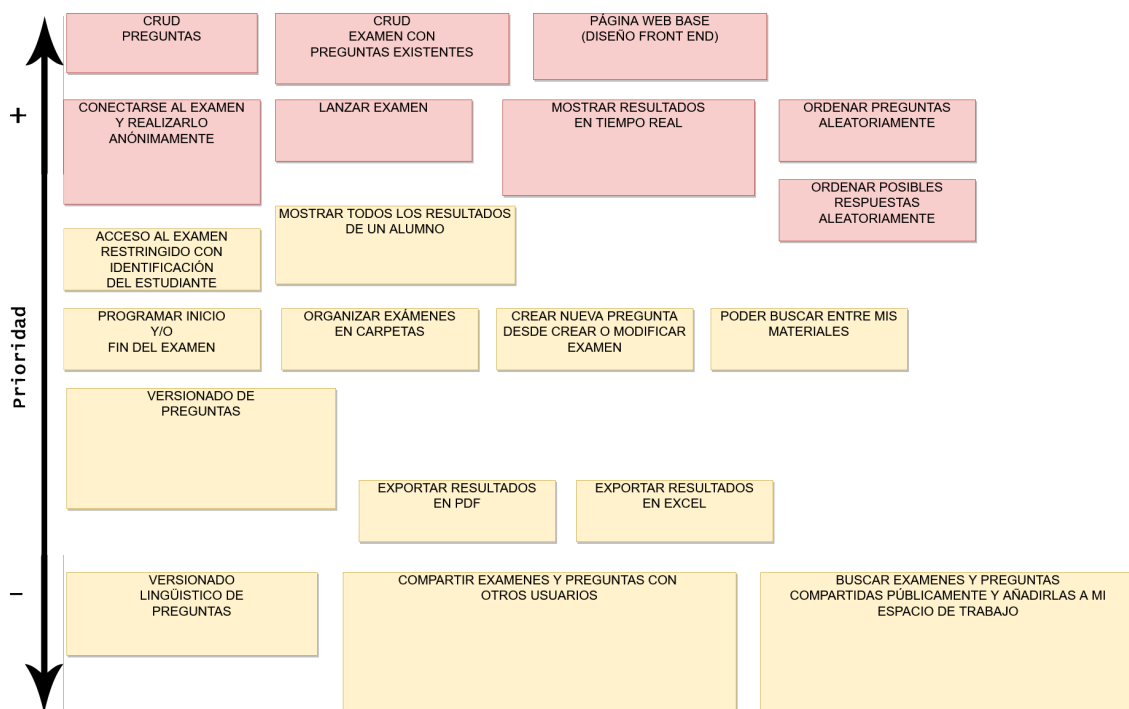 CRUD
PREGUNTAS
CRUD
EXAMEN CON
PREGUNTAS EXISTENTES
PÁGINA WEB BASE
(DISEÑO FRONT END)
+
CONECTARSE AL EXAMEN
Y REALIZARLO
ANÓNIMAMENTE
LANZAR EXAMEN
MOSTRAR RESULTADOS
EN TIEMPO REAL
ORDENAR PREGUNTAS
ALEATORIAMENTE
ORDENAR POSIBLES
RESPUESTAS
ALEATORIAMENTE
MOSTRAR TODOS LOS RESULTADOS
DE UN ALUMNO
ACCESO AL EXAMEN
RESTRINGIDO CON
IDENTIFICACIÓN
DEL ESTUDIANTE
Prioridad
PROGRAMAR INICIO
Y/O
FIN DEL EXAMEN
ORGANIZAR EXÁMENES
EN CARPETAS
CREAR NUEVA PREGUNTA
DESDE CREAR O MODIFICAR
EXAMEN
PODER BUSCAR ENTRE MIS
MATERIALES
VERSIONADO DE
PREGUNTAS
EXPORTAR RESULTADOS
EN PDF
EXPORTAR RESULTADOS
EN EXCEL
-
VERSIONADO
LINGÜISTICO DE
PREGUNTAS
COMPARTIR EXAMENES Y PREGUNTAS CON
OTROS USUARIOS
BUSCAR EXAMENES Y PREGUNTAS
COMPARTIDAS PÚBLICAMENTE Y AÑADIRLAS A MI
ESPACIO DE TRABAJO